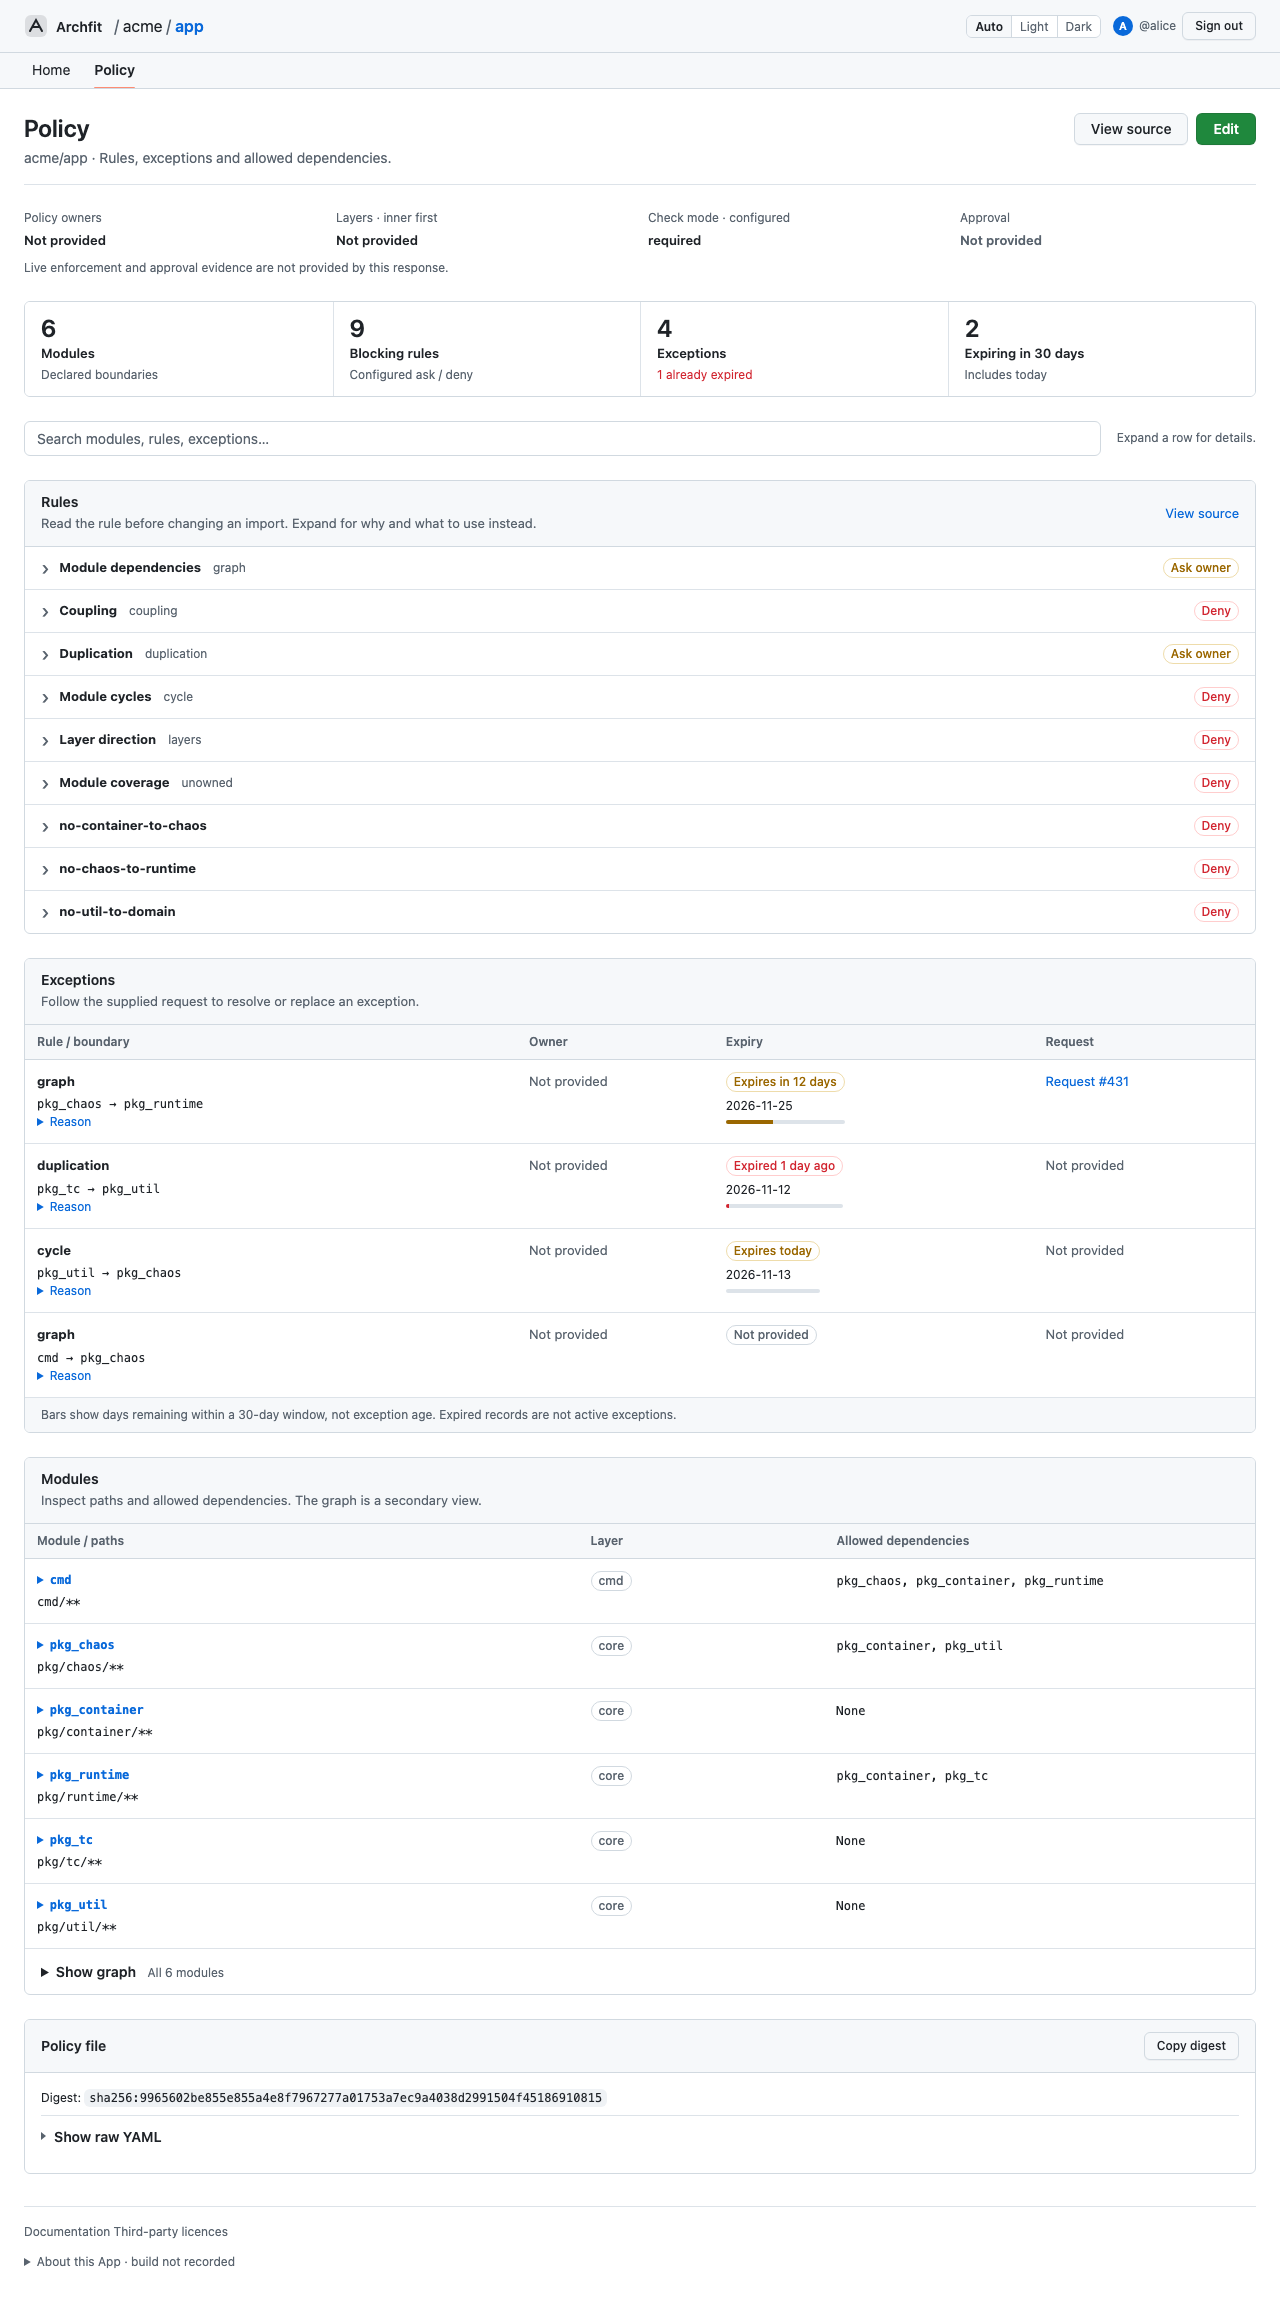 Archfit / acme / app
Auto Light Dark
A @alice Sign out
Home Policy
Policy
View source Edit
acme/app · Rules, exceptions and allowed dependencies.
Policy owners
Not provided
Layers · inner first
Not provided
Check mode · configured
required
Approval
Not provided
Live enforcement and approval evidence are not provided by this response.
6
Modules
Declared boundaries
9
Blocking rules
Configured ask / deny
4
Exceptions
1 already expired
2
Expiring in 30 days
Includes today
Search modules, rules, exceptions...
Expand a row for details.
Rules
Read the rule before changing an import. Expand for why and what to use instead.
View source
Module dependencies graph Ask owner
Coupling coupling Deny
Duplication duplication Ask owner
Module cycles cycle Deny
Layer direction layers Deny
Module coverage unowned Deny
no-container-to-chaos Deny
no-chaos-to-runtime Deny
no-util-to-domain Deny
Exceptions
Follow the supplied request to resolve or replace an exception.
Rule / boundary Owner Expiry Request
graph Not provided Expires in 12 days Request #431
pkg_chaos → pkg_runtime 2026-11-25
Reason
duplication Not provided Expired 1 day ago Not provided
pkg_tc → pkg_util 2026-11-12
Reason
cycle Not provided Expires today Not provided
pkg_util → pkg_chaos 2026-11-13
Reason
graph Not provided Not provided Not provided
cmd → pkg_chaos
Reason
Bars show days remaining within a 30-day window, not exception age. Expired records are not active exceptions.
Modules
Inspect paths and allowed dependencies. The graph is a secondary view.
Module / paths Layer Allowed dependencies
cmd cmd pkg_chaos, pkg_container, pkg_runtime
cmd/**
pkg_chaos core pkg_container, pkg_util
pkg/chaos/**
pkg_container core None
pkg/container/**
pkg_runtime core pkg_container, pkg_tc
pkg/runtime/**
pkg_tc core None
pkg/tc/**
pkg_util core None
pkg/util/**
Show graph All 6 modules
Policy file Copy digest
Digest: sha256:9965602be855e855a4e8f7967277a01753a7ec9a4038d2991504f45186910815
Show raw YAML
Documentation Third-party licences
About this App · build not recorded